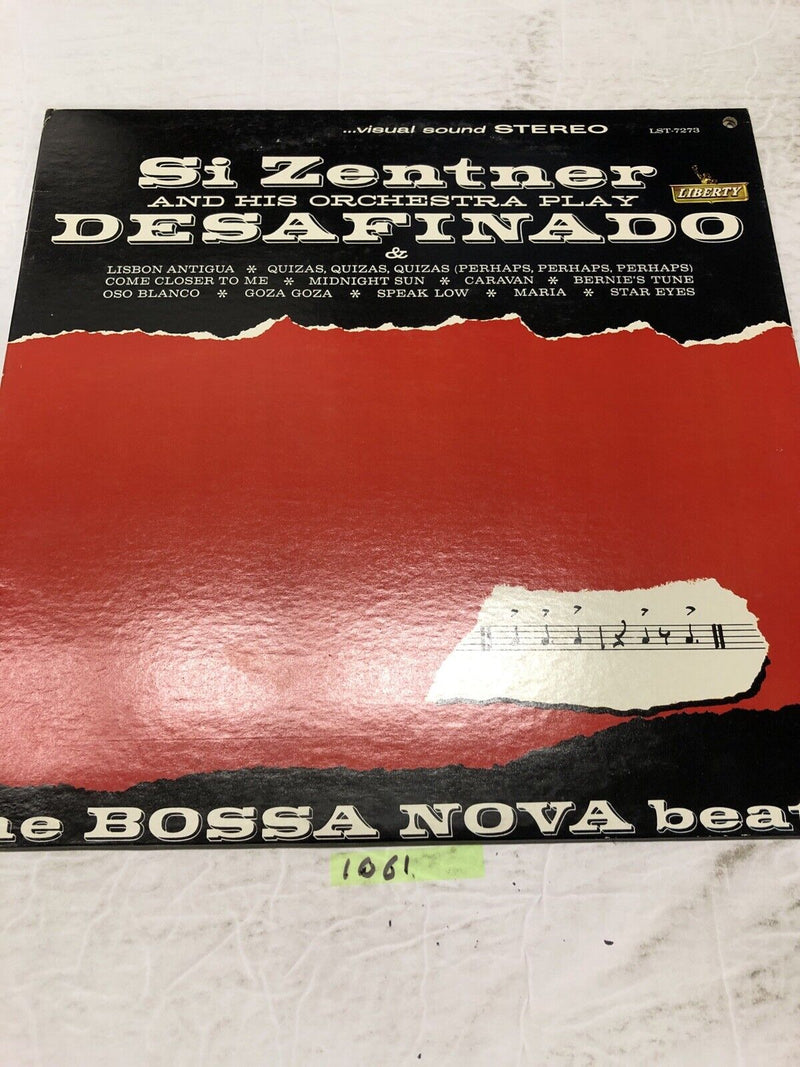 ...visual sound STEREO
LST-7273
Si Zentner
LIBERTY
AND HIS ORCHESTRA PLAY
DESAFINADO
&
LISBON ANTIGUA * QUIZAS, QUIZAS, QUIZAS (PERHAPS, PERHAPS, PERHAPS)
COME CLOSER TO ME * MIDNIGHT SUN * CARAVAN * BERNIE'S TUNE
OSO BLANCO * GOZA GOZA * SPEAK LOW * MARIA * STAR EYES
he BOSSA NOVA beat
1061.